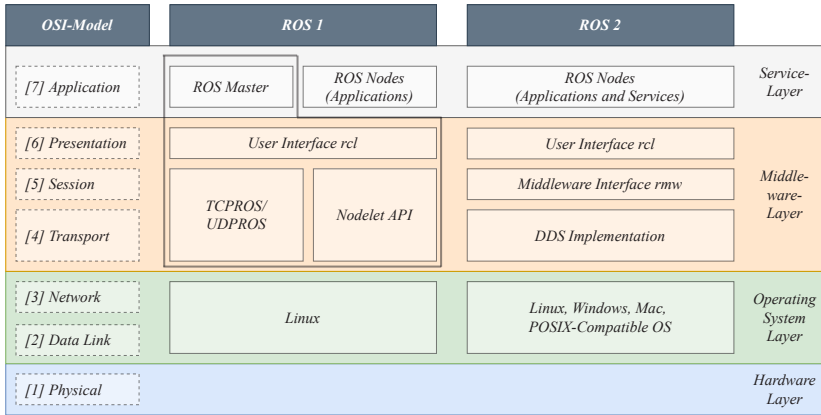 OSI-Model
ROS 1
ROS 2
[7] Application
ROS Master
ROS Nodes
(Applications)
ROS Nodes
(Applications and Services)
Service-
Layer
[6] Presentation
User Interface rcl
User Interface rcl
[5] Session
TCPROS/
UDPROS
Nodelet API
Middleware Interface rmw
Middle-
ware-
Layer
[4] Transport
DDS Implementation
[3] Network
Linux
Linux, Windows, Mac,
POSIX-Compatible OS
Operating
System
Layer
[2] Data Link
[1] Physical
Hardware
Layer